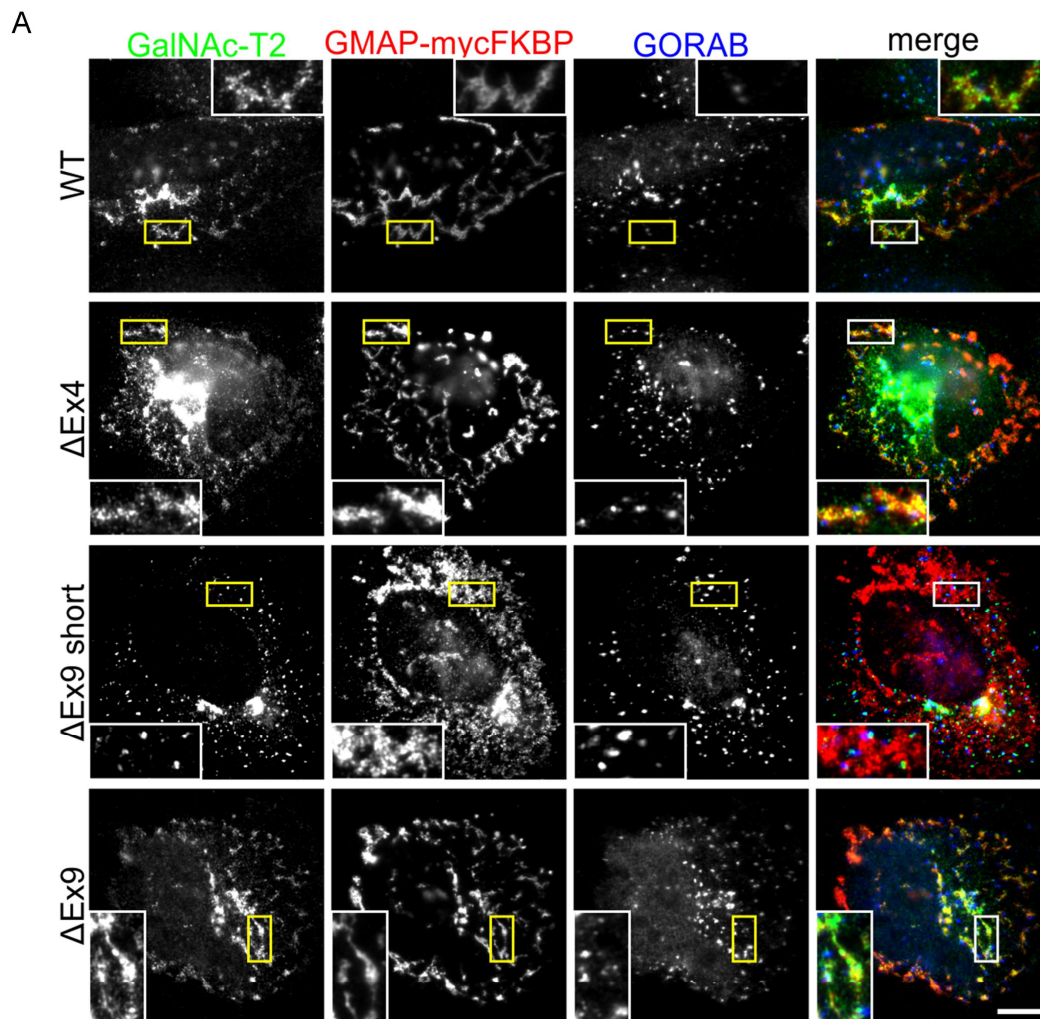 A
GalNAc-T2 GMAP-mycFKBP GORAB merge
WT
ΔEx4
ΔEx9 short
ΔEx9